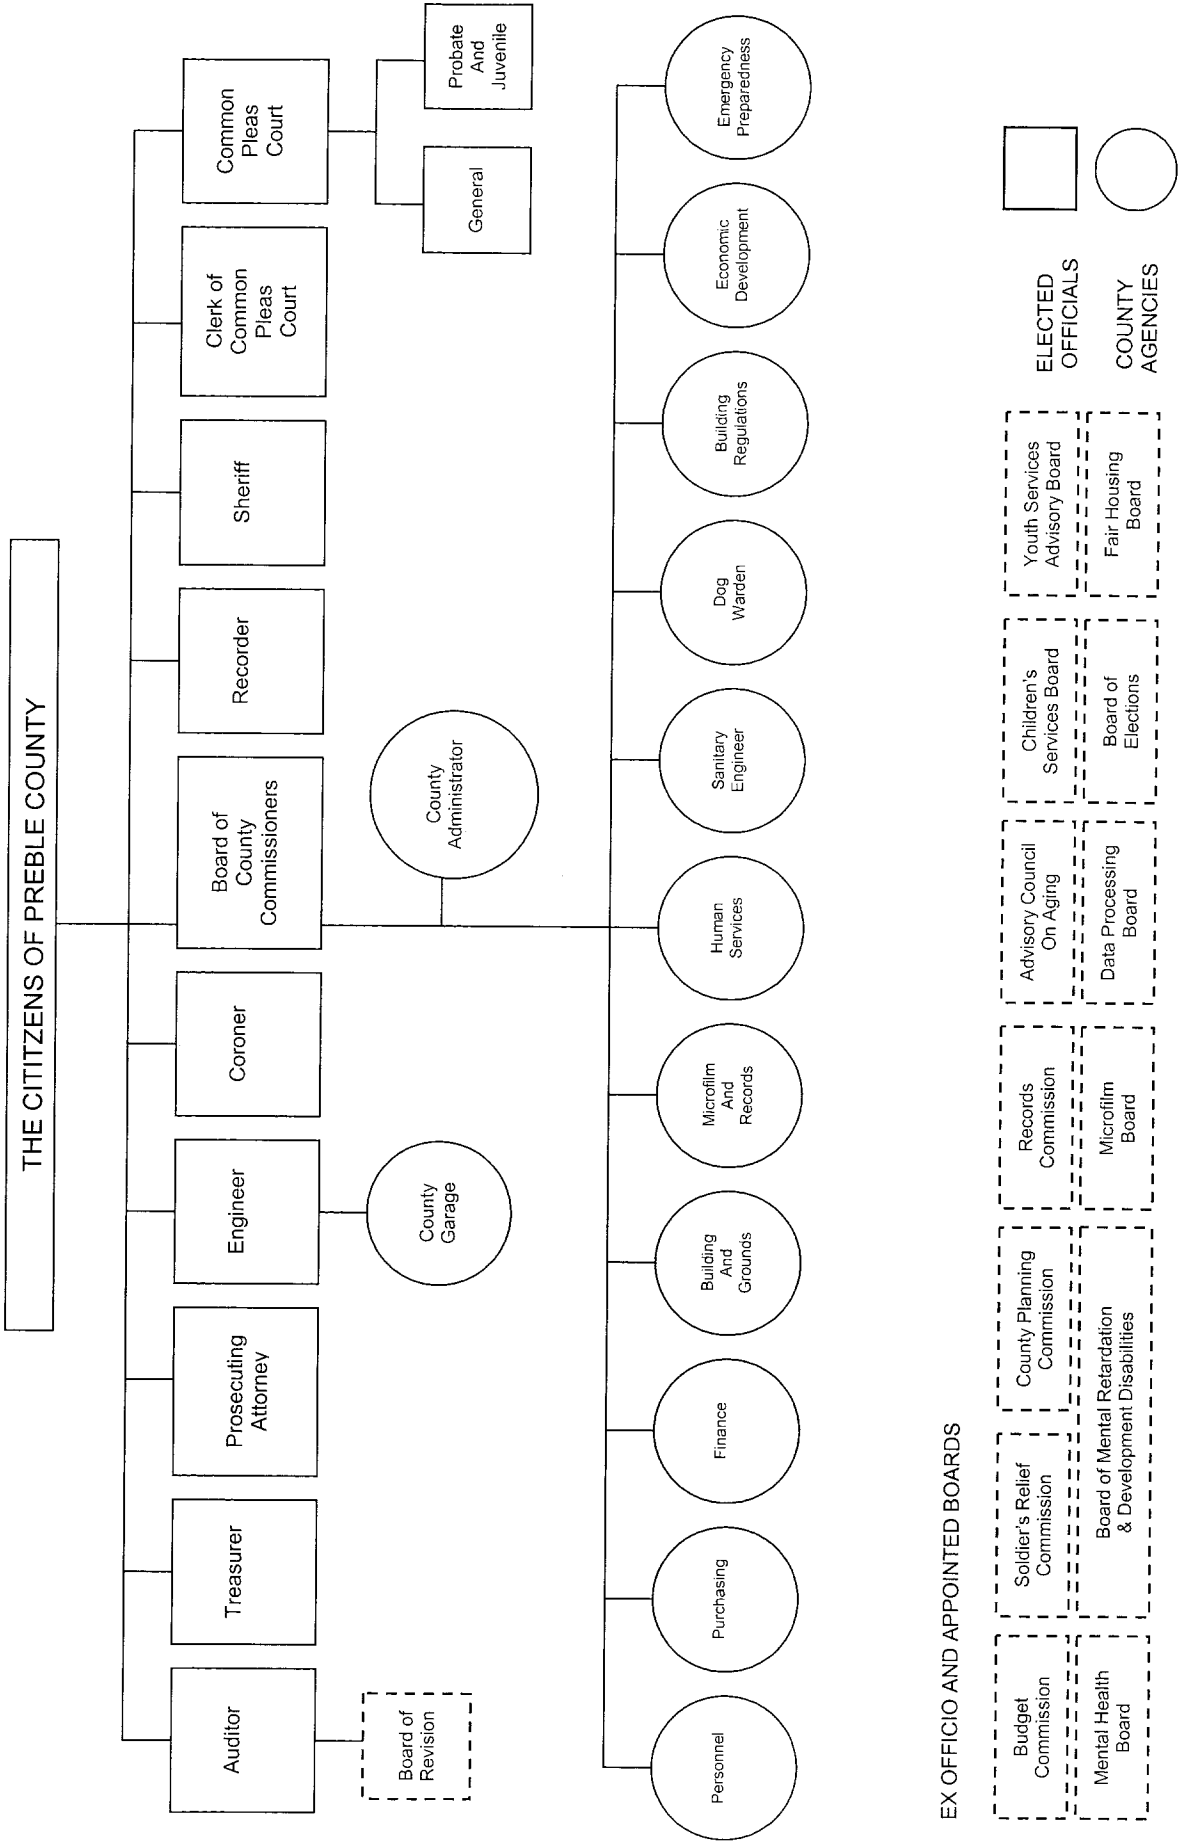 THE CITITZENS OF PREBLE COUNTY
Auditor
Treasurer
Prosecuting
Attorney
Engineer
Coroner
Board of
County
Commissioners
Recorder
Sheriff
Clerk of
Common
Pleas
Court
Common
Pleas
Court
Board of
Revision
County
Garage
County
Administrator
General
Probate
And
Juvenile
Personnel
Purchasing
Finance
Building
And
Grounds
Microfilm
And
Records
Human
Services
Sanitary
Engineer
Dog
Warden
Building
Regulations
Economic
Development
Emergency
Preparedness
EX OFFICIO AND APPOINTED BOARDS
Budget
Commission
Soldier's Relief
Commission
County Planning
Commission
Records
Commission
Advisory Council
On Aging
Children's
Services Board
Youth Services
Advisory Board
Mental Health
Board
Board of Mental Retardation
& Development Disabilities
Microfilm
Board
Data Processing
Board
Board of
Elections
Fair Housing
Board
ELECTED
OFFICIALS
COUNTY
AGENCIES